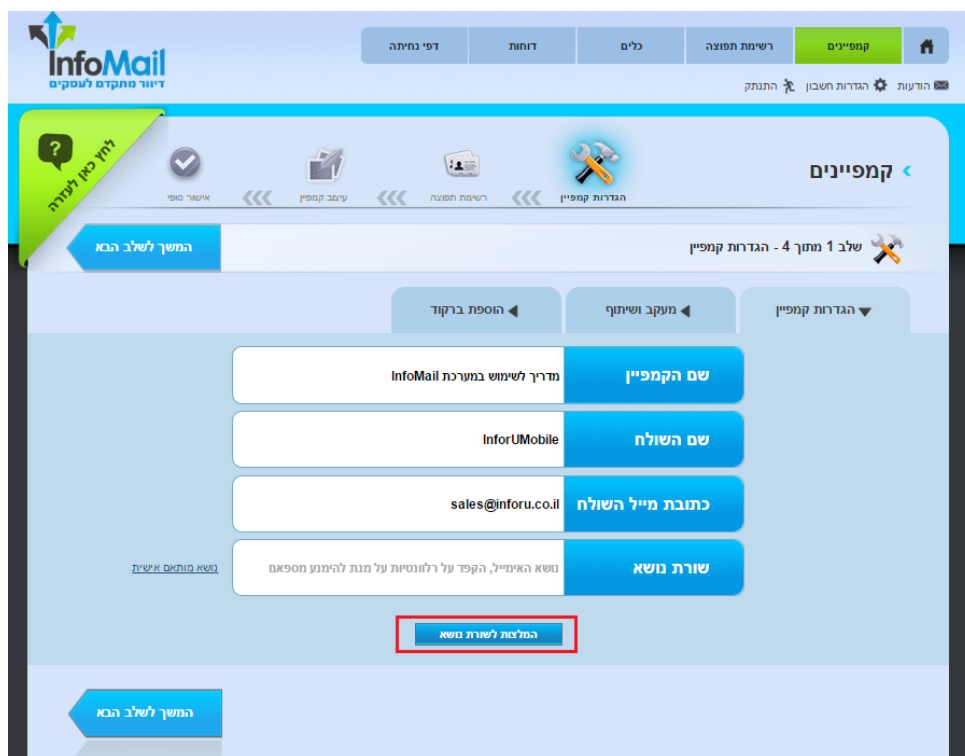 InfoMail
דיוור מתקדם לעסקים
קמפיינים
רשימת תפוצה
כלים
דוחות
דפי נחיתה
הודעות
הגדרות חשבון
התנתק
לחץ כאן לעזרה
קמפיינים
הגדרות קמפיין
רשימת תפוצה
עיצוב קמפיין
אישור סופי
שלב 1 מתוך 4 - הגדרות קמפיין
המשך לשלב הבא
הגדרות קמפיין
מעקב ושיתוף
הוספת ברקוד
שם הקמפיין
מדריך לשימוש במערכת InfoMail
שם השולח
InforUMobile
כתובת מייל השולח
sales@inforu.co.il
שורת נושא
נושא האימייל, הקפד על רלוונטיות על מנת להימנע מספאם
נושא מותאם אישית
המלצות לשורת נושא
המשך לשלב הבא